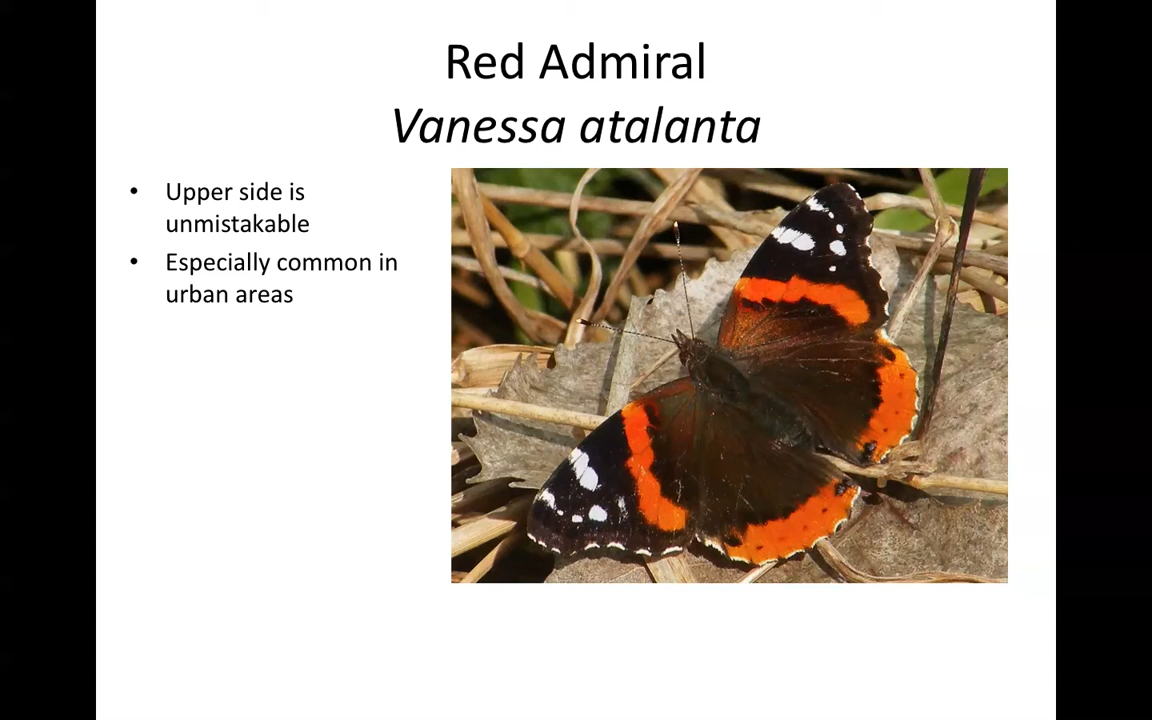 Red Admiral
Vanessa atalanta
• Upper side is
unmistakable
• Especially common in
urban areas